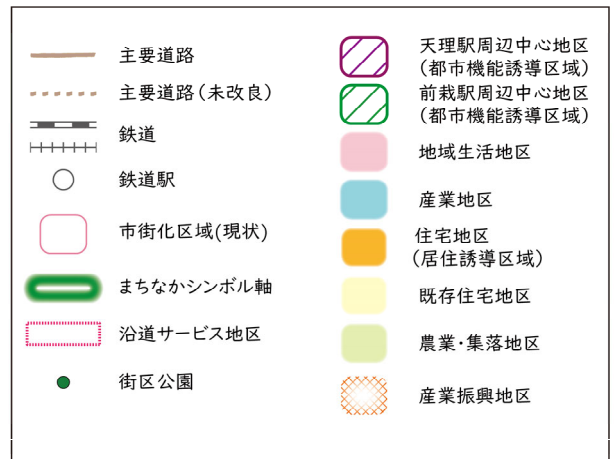 主要道路
主要道路(未改良)
鉄道
鉄道駅
市街化区域(現状)
まちなかシンボル軸
沿道サービス地区
街区公園
天理駅周辺中心地区
(都市機能誘導区域)
前栽駅周辺中心地区
(都市機能誘導区域)
地域生活地区
産業地区
住宅地区
(居住誘導区域)
既存住宅地区
農業・集落地区
産業振興地区